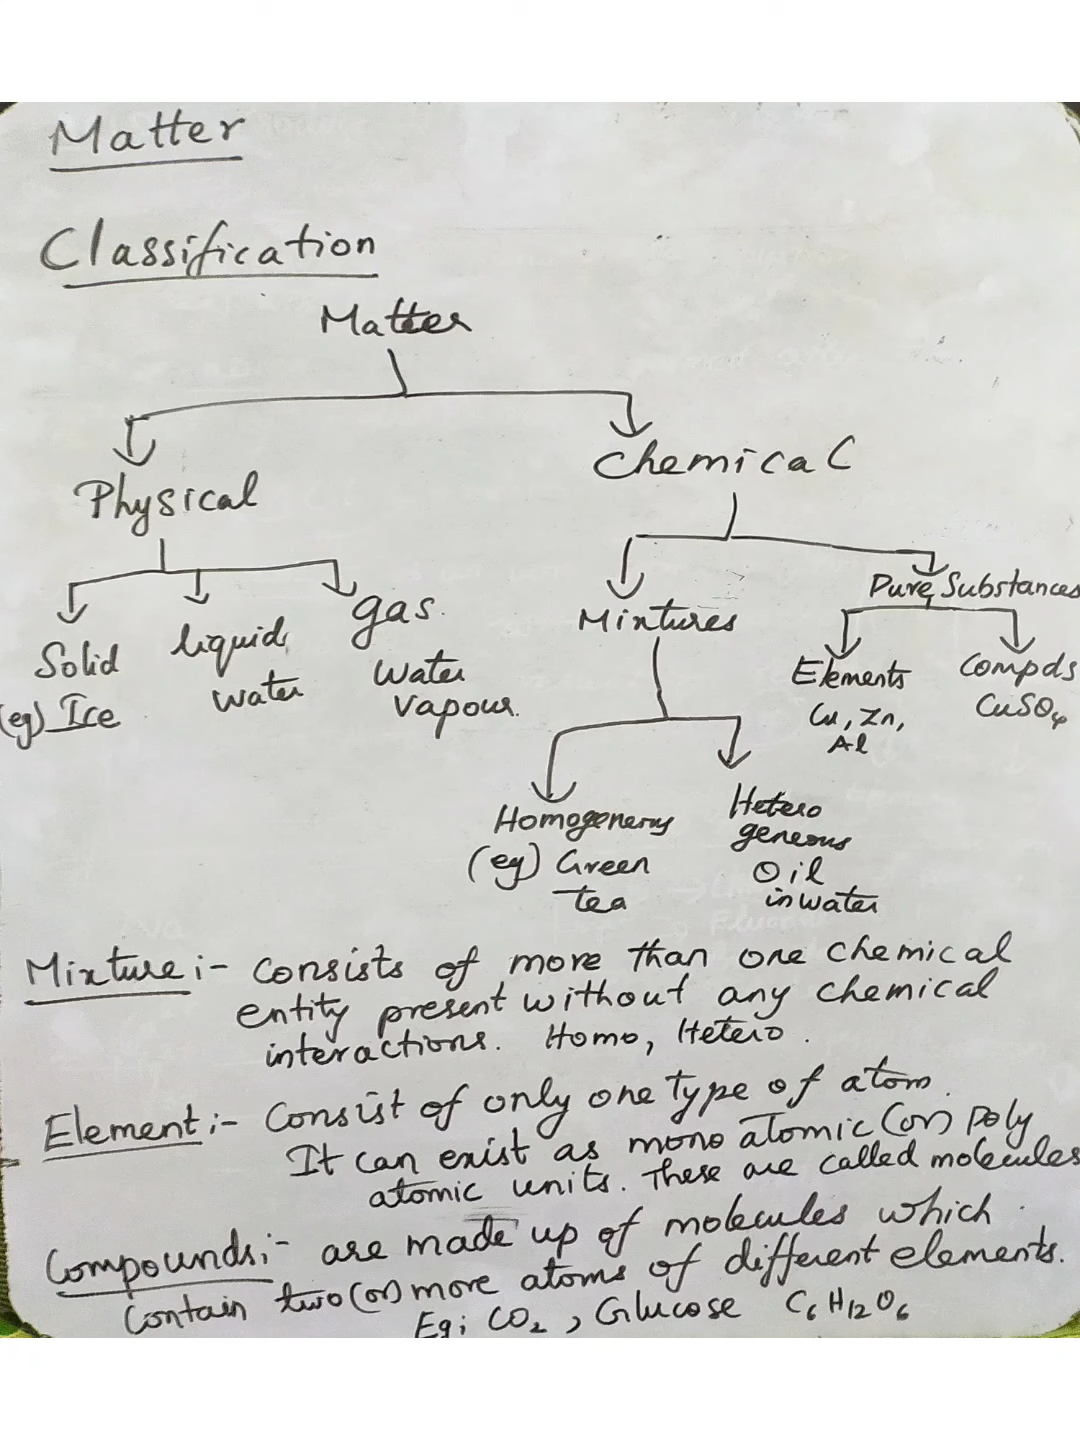 Matter
Classification
Matter
Physical
Chemical
Solid
liquid
gas.
(eg) Ice
water
water
vapour.
Mixtures
Pure Substances
Elements
Compds
Cu, Zn,
Al
CuSO4
Homogeneous
(eg) Green
tea
Hetero
geneous
Oil
in water
Mixture :- Consists of more than one chemical
entity present without any chemical
interactions. Homo, Hetero.
Element :- Consist of only one type of atom.
It can exist as mono atomic (or) poly
atomic units. These are called molecules
Compounds :- are made up of molecules which
Contain two (or) more atoms of different elements.
Eg: CO2, Glucose C6H12O6